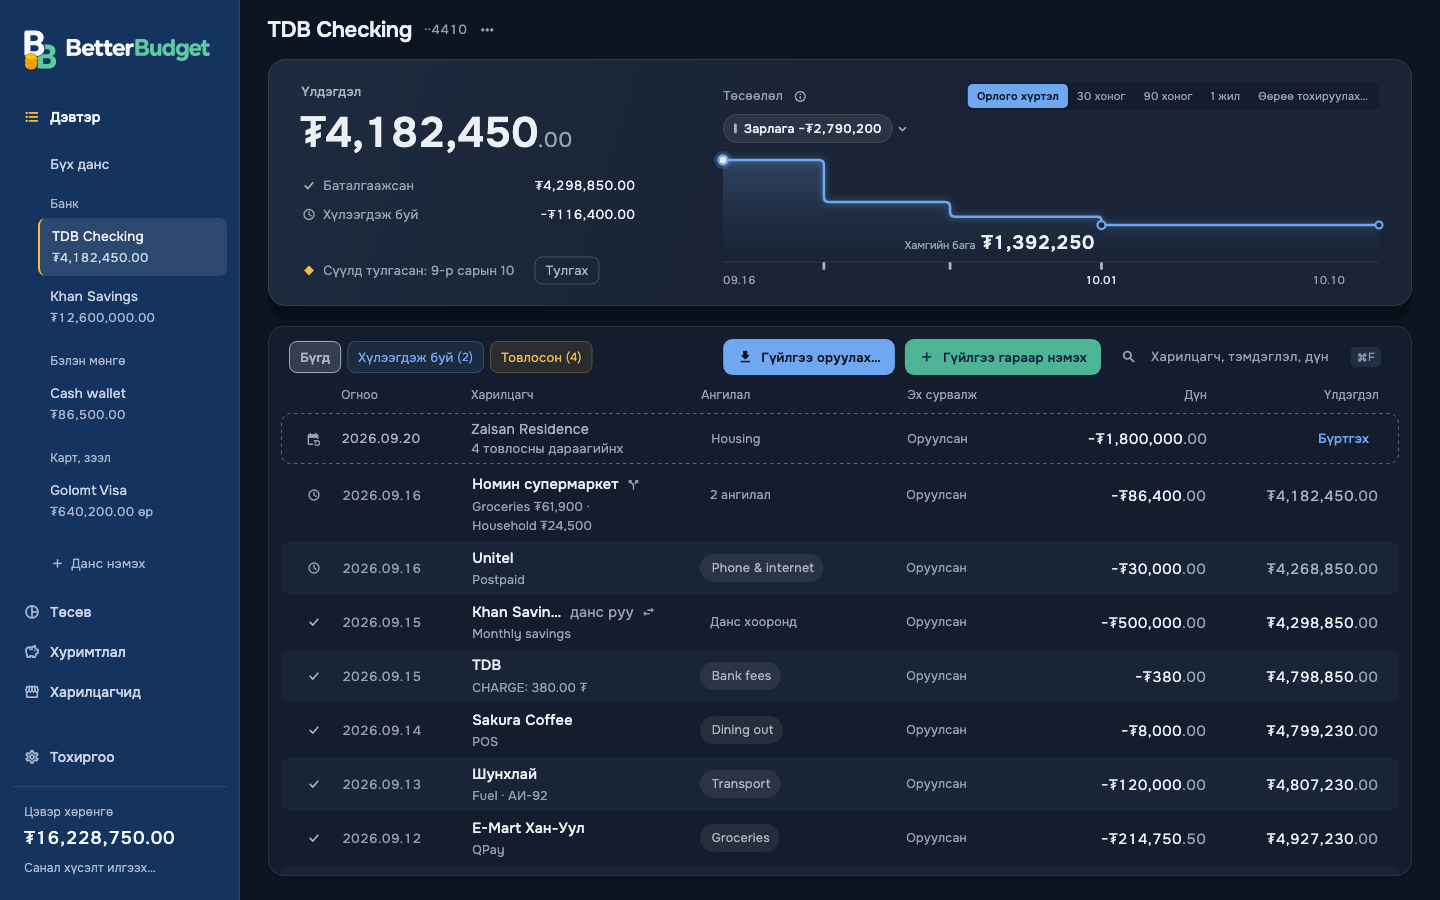 BetterBudget
Дэвтэр
Бүх данс
Банк
TDB Checking
₮4,182,450.00
Khan Savings
₮12,600,000.00
Бэлэн мөнгө
Cash wallet
₮86,500.00
Карт, зээл
Golomt Visa
₮640,200.00 өр
+ Данс нэмэх
Төсөв
Хуримтлал
Харилцагчид
Тохиргоо
Цэвэр хөрөнгө
₮16,228,750.00
Санал хүсэлт илгээх...
TDB Checking ··4410 •••
Үлдэгдэл
₮4,182,450.00
Баталгаажсан ₮4,298,850.00
Хүлээгдэж буй -₮116,400.00
Сүүлд тулгасан: 9-р сарын 10 Тулгах
Төсөөлөл Орлого хүртэл 30 хоног 90 хоног 1 жил Өөрөө тохируулах...
Зарлага -₮2,790,200
Хамгийн бага ₮1,392,250
09.16 10.01 10.10
Бүгд Хүлээгдэж буй (2) Товлосон (4) Гүйлгээ оруулах... + Гүйлгээ гараар нэмэх Харилцагч, тэмдэглэл, дүн ⌘F
Огноо Харилцагч Ангилал Эх сурвалж Дүн Үлдэгдэл
2026.09.20 Zaisan Residence Housing Оруулсан -₮1,800,000.00 Бүртгэх
4 товлосны дараагийнх
2026.09.16 Номин супермаркет 2 ангилал Оруулсан -₮86,400.00 ₮4,182,450.00
Groceries ₮61,900 ·
Household ₮24,500
2026.09.16 Unitel Phone & internet Оруулсан -₮30,000.00 ₮4,268,850.00
Postpaid
2026.09.15 Khan Savin... данс руу Данс хооронд Оруулсан -₮500,000.00 ₮4,298,850.00
Monthly savings
2026.09.15 TDB Bank fees Оруулсан -₮380.00 ₮4,798,850.00
CHARGE: 380.00 ₮
2026.09.14 Sakura Coffee Dining out Оруулсан -₮8,000.00 ₮4,799,230.00
POS
2026.09.13 Шунхлай Transport Оруулсан -₮120,000.00 ₮4,807,230.00
Fuel · АИ-92
2026.09.12 E-Mart Хан-Уул Groceries Оруулсан -₮214,750.50 ₮4,927,230.00
QPay